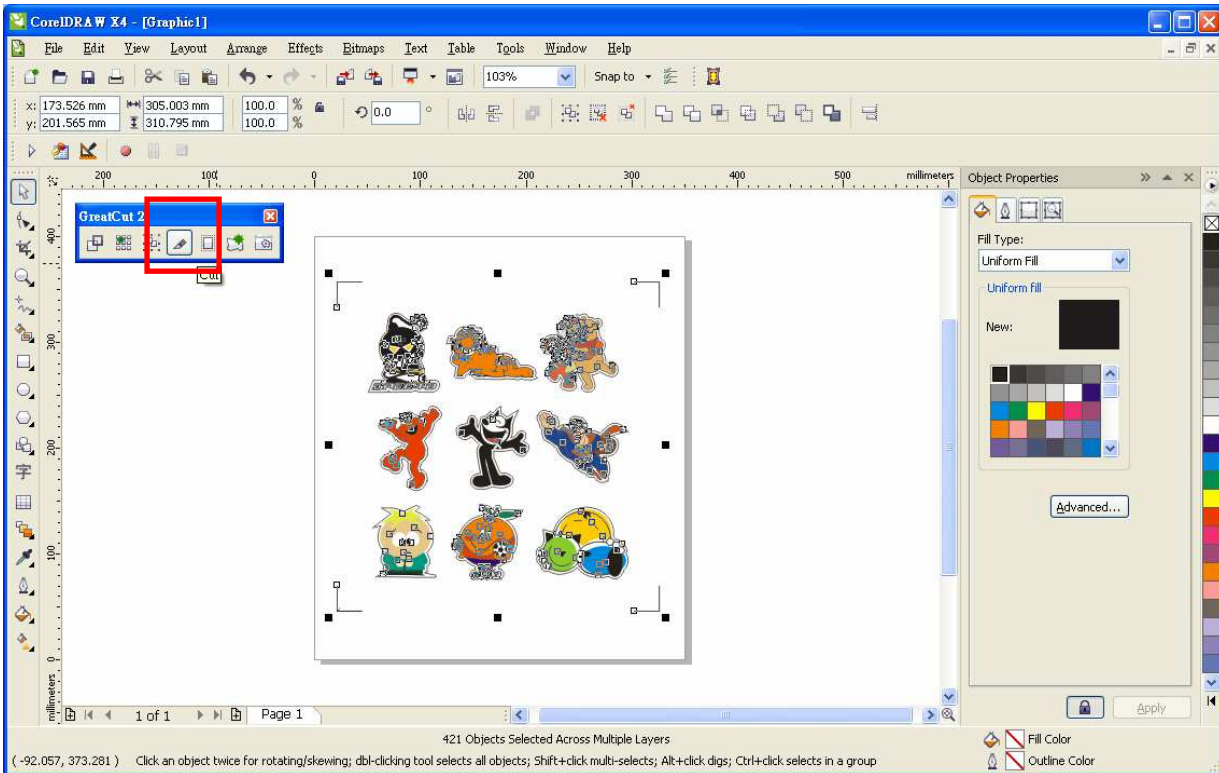 CorelDRAW X4 - [Graphic1]
File Edit View Layout Arrange Effects Bitmaps Text Table Tools Window Help
103% Snap to
x: 173.526 mm 305.003 mm 100.0 % 0.0 °
y: 201.565 mm 310.795 mm 100.0 %
200 100 0 100 200 300 400 500 millimeters
Object Properties
GreatCut 2
Cut
Fill Type:
Uniform Fill
Uniform fill
New:
Advanced...
字
400
300
200
100
0
millimeters
1 of 1 Page 1
Apply
421 Objects Selected Across Multiple Layers
Fill Color
( -92.057, 373.281 ) Click an object twice for rotating/skewing; dbl-clicking tool selects all objects; Shift+click multi-selects; Alt+click digs; Ctrl+click selects in a group
Outline Color